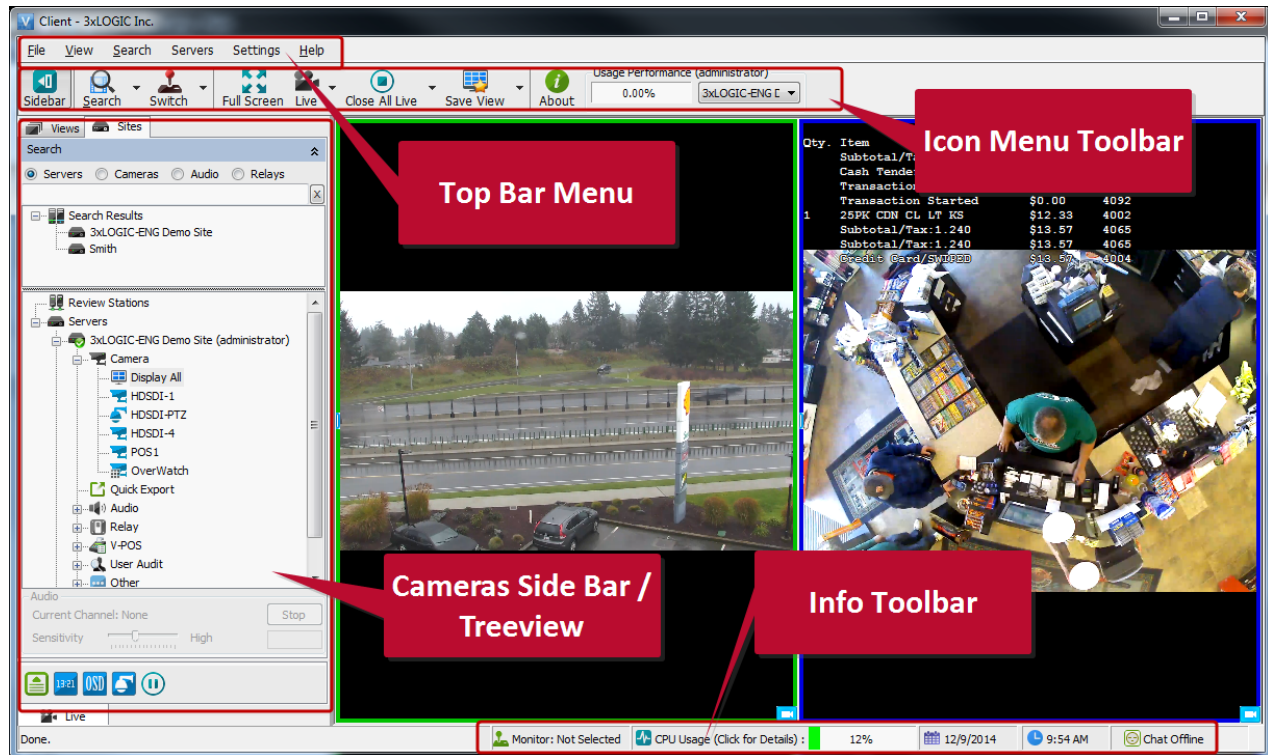 Client - 3xLOGIC Inc.
File View Search Servers Settings Help
Sidebar Search Switch Full Screen Live Close All Live Save View About
Usage Performance (administrator)
0.00% 3xLOGIC-ENG D
Icon Menu Toolbar
Top Bar Menu
Views Sites
Search
Servers Cameras Audio Relays
X
Search Results
3xLOGIC-ENG Demo Site
Smith
Review Stations
Servers
3xLOGIC-ENG Demo Site (administrator)
Camera
Display All
HDSDI-1
HDSDI-PTZ
HDSDI-4
POS1
OverWatch
Quick Export
Audio
Relay
V-POS
User Audit
Other
Audio
Current Channel: None Stop
Sensitivity High
13:21 OSD
Live
Qty. Item
Subtotal/T
Cash Tende
Transaction
Transaction Started $0.00 4092
1 25PK CDN CL LT KS $12.33 4002
Subtotal/Tax:1.240 $13.57 4065
Subtotal/Tax:1.240 $13.57 4065
Credit Card/SWIPED $13.57 4004
Cameras Side Bar /
Treeview
Info Toolbar
Done. Monitor: Not Selected CPU Usage (Click for Details) : 12% 12/9/2014 9:54 AM Chat Offline